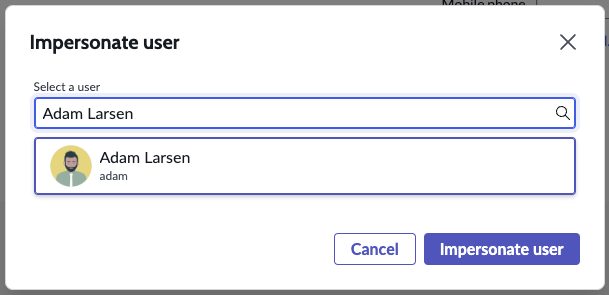 Mobile phone
Impersonate user
Select a user
Adam Larsen
Adam Larsen
adam
Cancel
Impersonate user